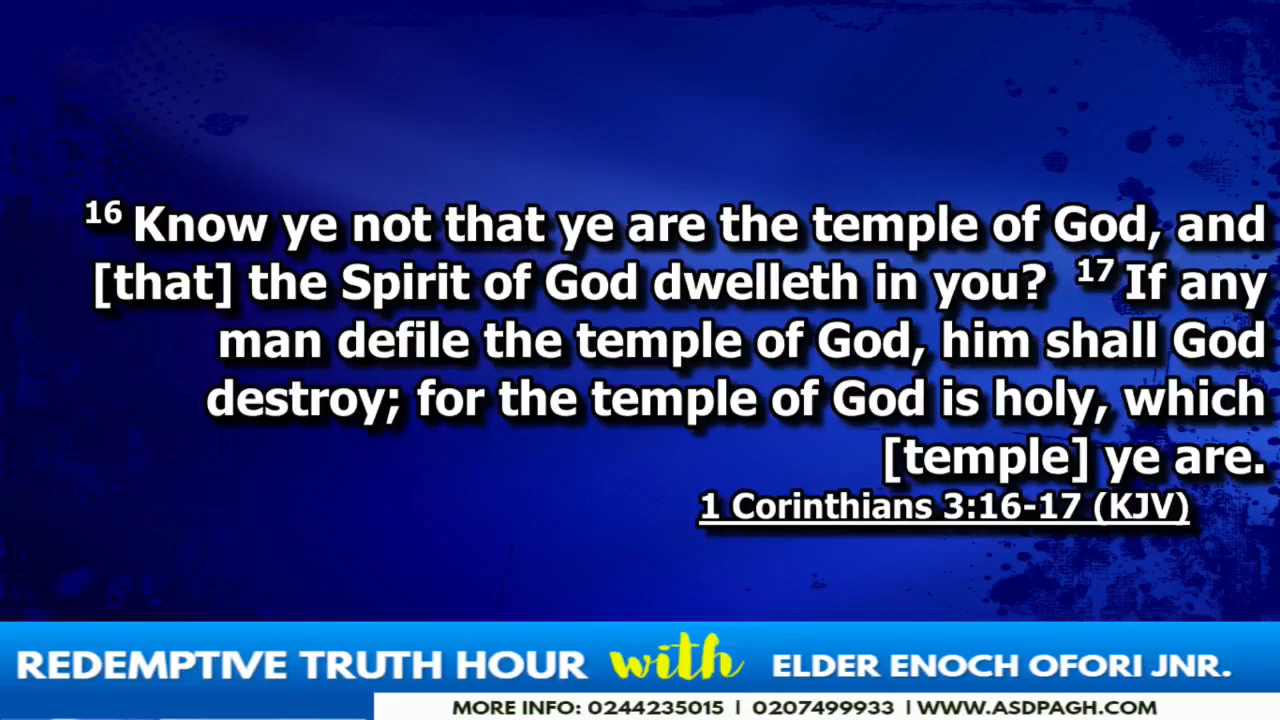 16 Know ye not that ye are the temple of God, and
[that] the Spirit of God dwelleth in you? 17 If any
man defile the temple of God, him shall God
destroy; for the temple of God is holy, which
[temple] ye are.
1 Corinthians 3:16-17 (KJV)
REDEMPTIVE TRUTH HOUR with ELDER ENOCH OFORI JNR.
MORE INFO: 0244235015 | 0207499933 | WWW.ASDPAGH.COM